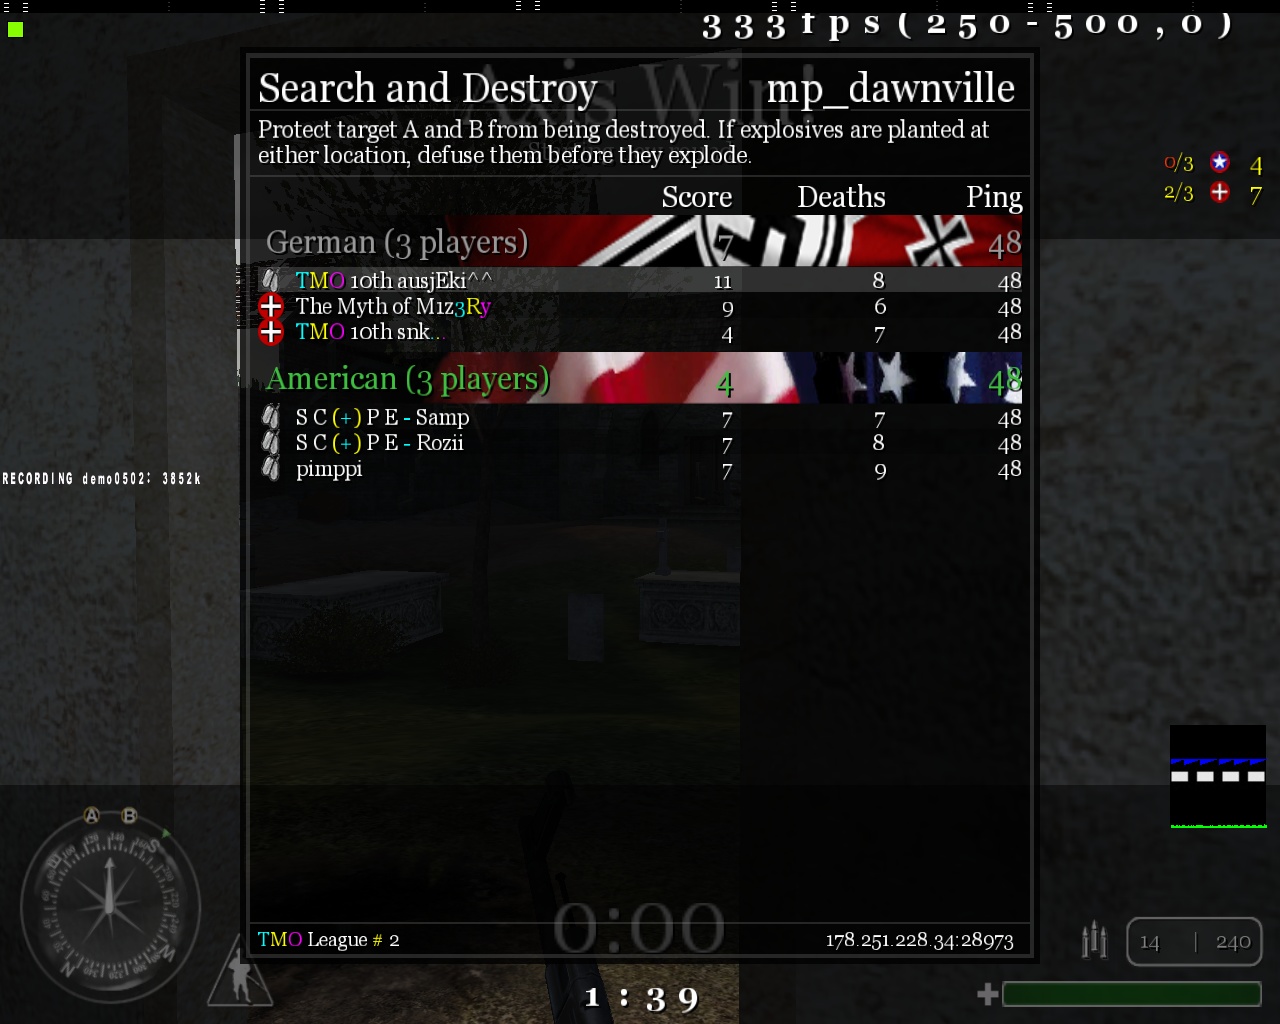 333fps(250-500,0)
Axis Win!
Search and Destroy mp_dawnville
Protect target A and B from being destroyed. If explosives are planted at
either location, defuse them before they explode.
0/3 4
2/3 7
Score Deaths Ping
German (3 players) 7 48
TMO 10th ausjEki^^ 11 8 48
The Myth of M1z3Ry 9 6 48
TMO 10th snk... 4 7 48
American (3 players) 4 48
S C (+) P E - Samp 7 7 48
S C (+) P E - Rozii 7 8 48
pimppi 7 9 48
RECORDING demo0502: 3852k
A B
S
W
N
0:00
TMO League # 2 178.251.228.34:28973
14 | 240
1:39